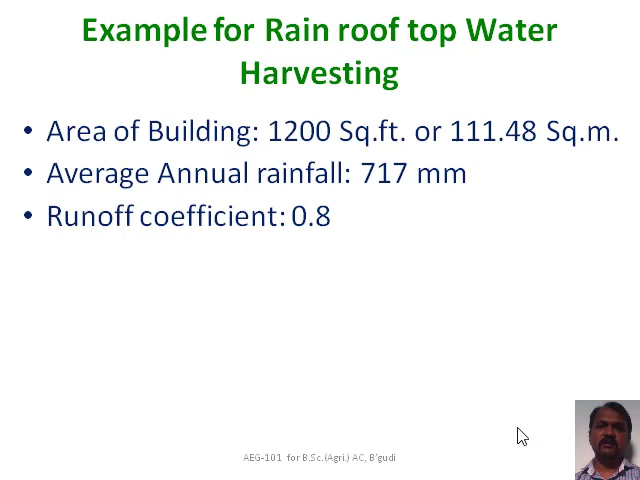 Example for Rain roof top Water
Harvesting
• Area of Building: 1200 Sq.ft. or 111.48 Sq.m.
• Average Annual rainfall: 717 mm
• Runoff coefficient: 0.8
AEG-101 for B.Sc.(Agri.) AC, B'gudi